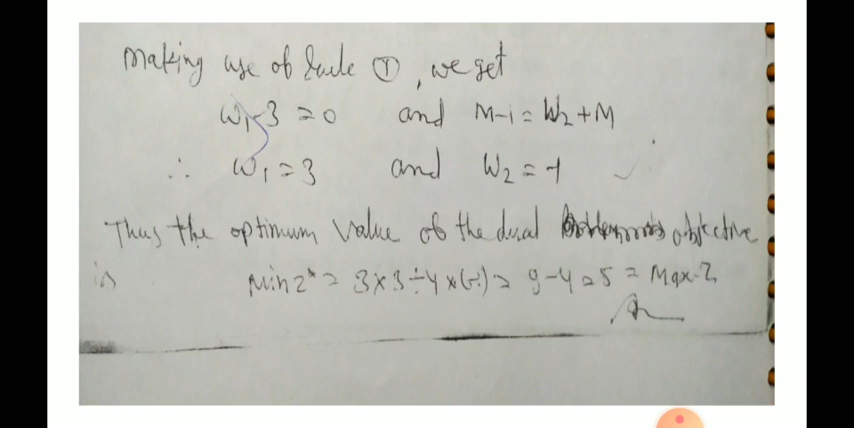 Making use of Rule ①, we get
w₁-3 = 0 and M-1 = W₂ + M
∴ w₁ = 3 and W₂ = -1
Thus the optimum value of the dual objective
is Min Z* = 3×3 + 4×(-1) = 9-4 = 5 = Max Z